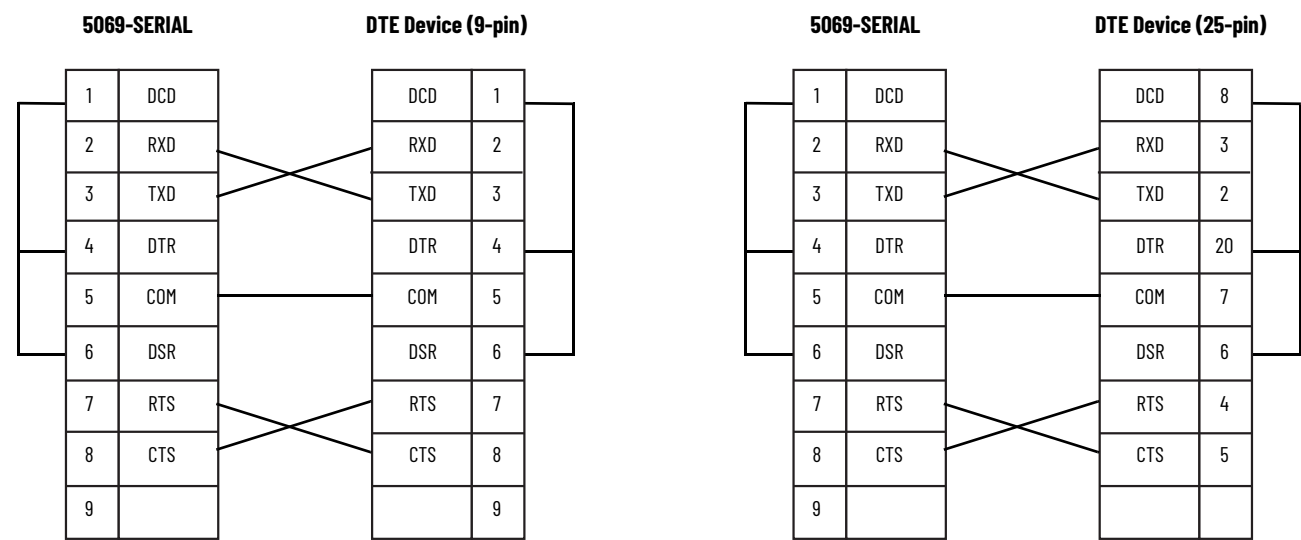 5069-SERIAL DTE Device (9-pin) 5069-SERIAL DTE Device (25-pin)
1 DCD DCD 1 1 DCD DCD 8
2 RXD RXD 2 2 RXD RXD 3
3 TXD TXD 3 3 TXD TXD 2
4 DTR DTR 4 4 DTR DTR 20
5 COM COM 5 5 COM COM 7
6 DSR DSR 6 6 DSR DSR 6
7 RTS RTS 7 7 RTS RTS 4
8 CTS CTS 8 8 CTS CTS 5
9 9 9